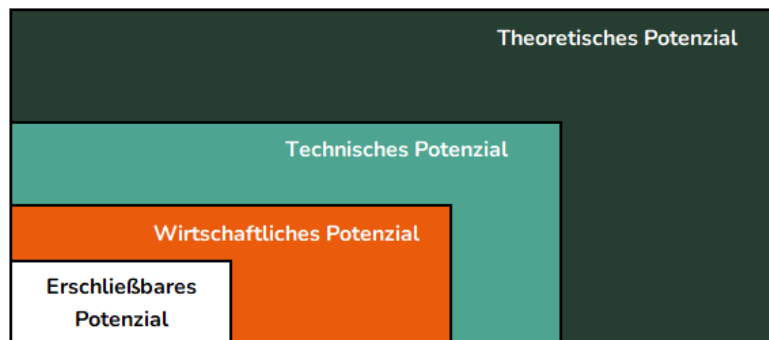 Theoretisches Potenzial
Technisches Potenzial
Wirtschaftliches Potenzial
Erschließbares
Potenzial